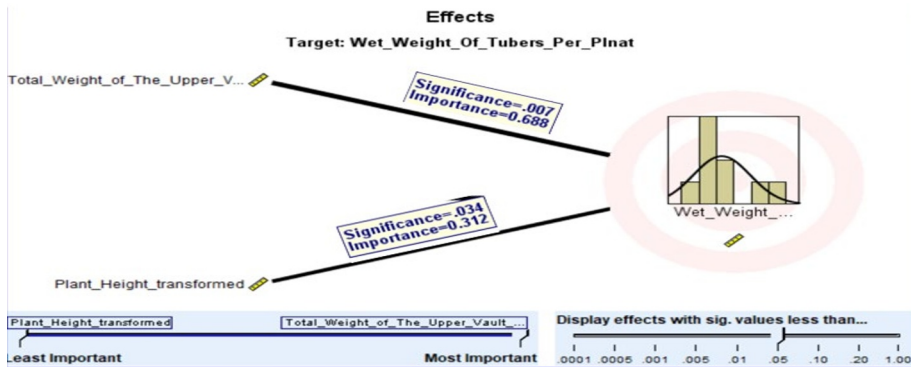 Effects
Target: Wet_Weight_Of_Tubers_Per_Plnat
Total_Weight_of_The_Upper_V...
Significance=.007
Importance=0.688
Wet_Weight_...
Significance=.034
Importance=0.312
Plant_Height_transformed
Plant_Height_transformed
Total_Weight_of_The_Upper_Vault_...
Least Important
Most Important
Display effects with sig. values less than...
.0001 .0005 .001 .005 .01 .05 .10 .20 1.00